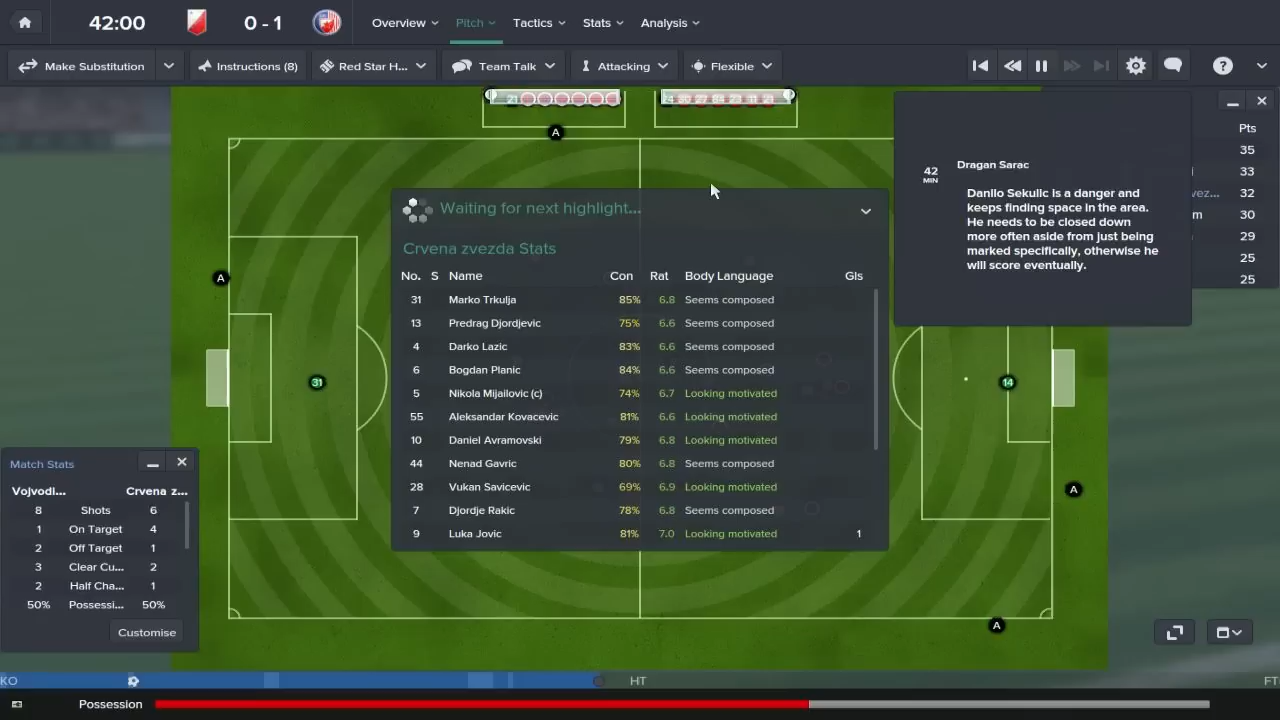 42:00 0 - 1 Overview Pitch Tactics Stats Analysis
Make Substitution Instructions (8) Red Star H... Team Talk Attacking Flexible ?
A
A
A
A
31
14
42 MIN
Dragan Sarac
Danilo Sekulic is a danger and
keeps finding space in the area.
He needs to be closed down
more often aside from just being
marked specifically, otherwise he
will score eventually.
Pts
35
33
vez... 32
m 30
29
25
25
Waiting for next highlight...
Crvena zvezda Stats
No. S Name Con Rat Body Language Gls
31 Marko Trkulja 85% 6.8 Seems composed
13 Predrag Djordjevic 75% 6.6 Seems composed
4 Darko Lazic 83% 6.6 Seems composed
6 Bogdan Planic 84% 6.6 Seems composed
5 Nikola Mijailovic (c) 74% 6.7 Looking motivated
55 Aleksandar Kovacevic 81% 6.6 Looking motivated
10 Daniel Avramovski 79% 6.8 Looking motivated
44 Nenad Gavric 80% 6.8 Seems composed
28 Vukan Savicevic 69% 6.9 Looking motivated
7 Djordje Rakic 78% 6.8 Seems composed
9 Luka Jovic 81% 7.0 Looking motivated 1
Match Stats
Vojvodi... Crvena z...
8 Shots 6
1 On Target 4
2 Off Target 1
3 Clear Cu... 2
2 Half Cha... 1
50% Possessi... 50%
Customise
KO HT FT
Possession